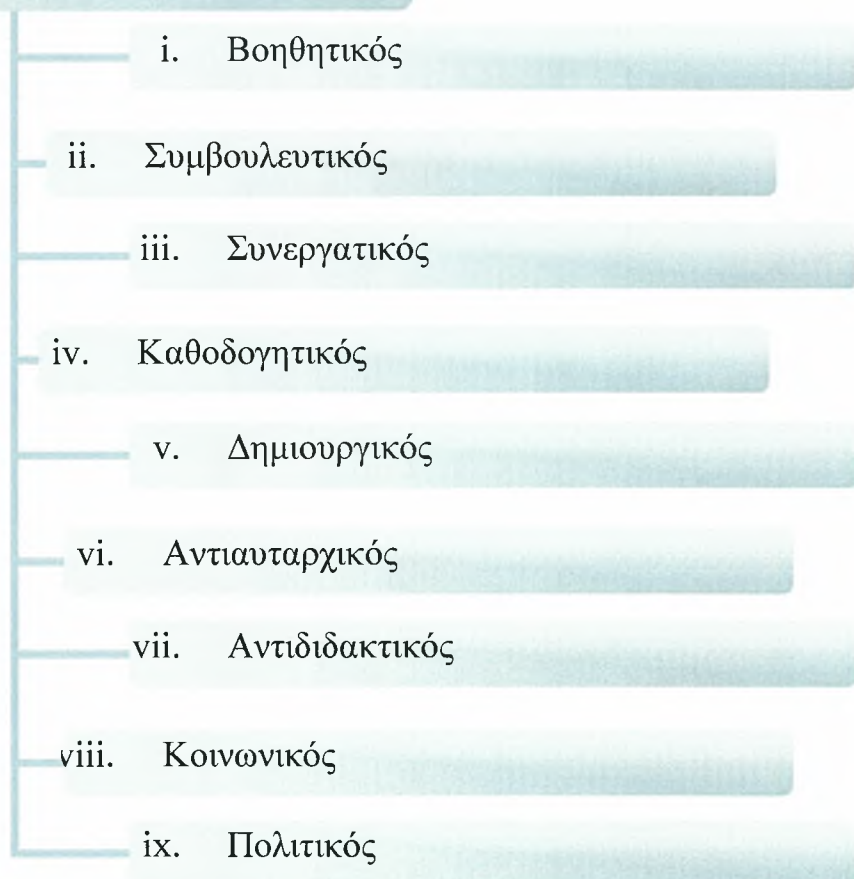 i. Βοηθητικός
ii. Συμβουλευτικός
iii. Συνεργατικός
iv. Καθοδογητικός
v. Δημιουργικός
vi. Αντιαυταρχικός
vii. Αντιδιδακτικός
viii. Κοινωνικός
ix. Πολιτικός